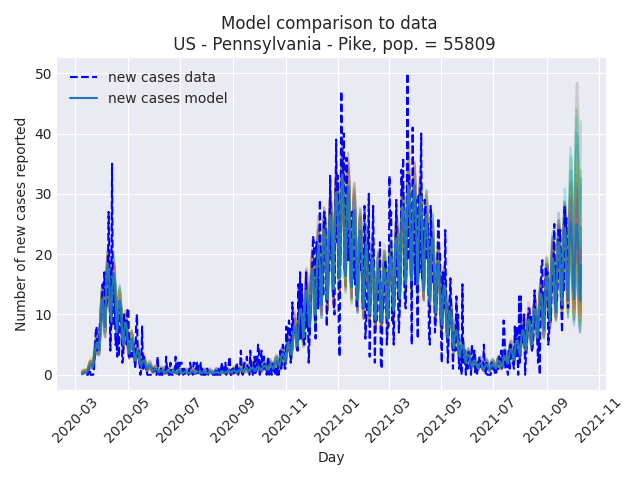 Model comparison to data
US - Pennsylvania - Pike, pop. = 55809
new cases data
new cases model
Number of new cases reported
50
40
30
20
10
0
2020-03
2020-05
2020-07
2020-09
2020-11
2021-01
2021-03
2021-05
2021-07
2021-09
2021-11
Day